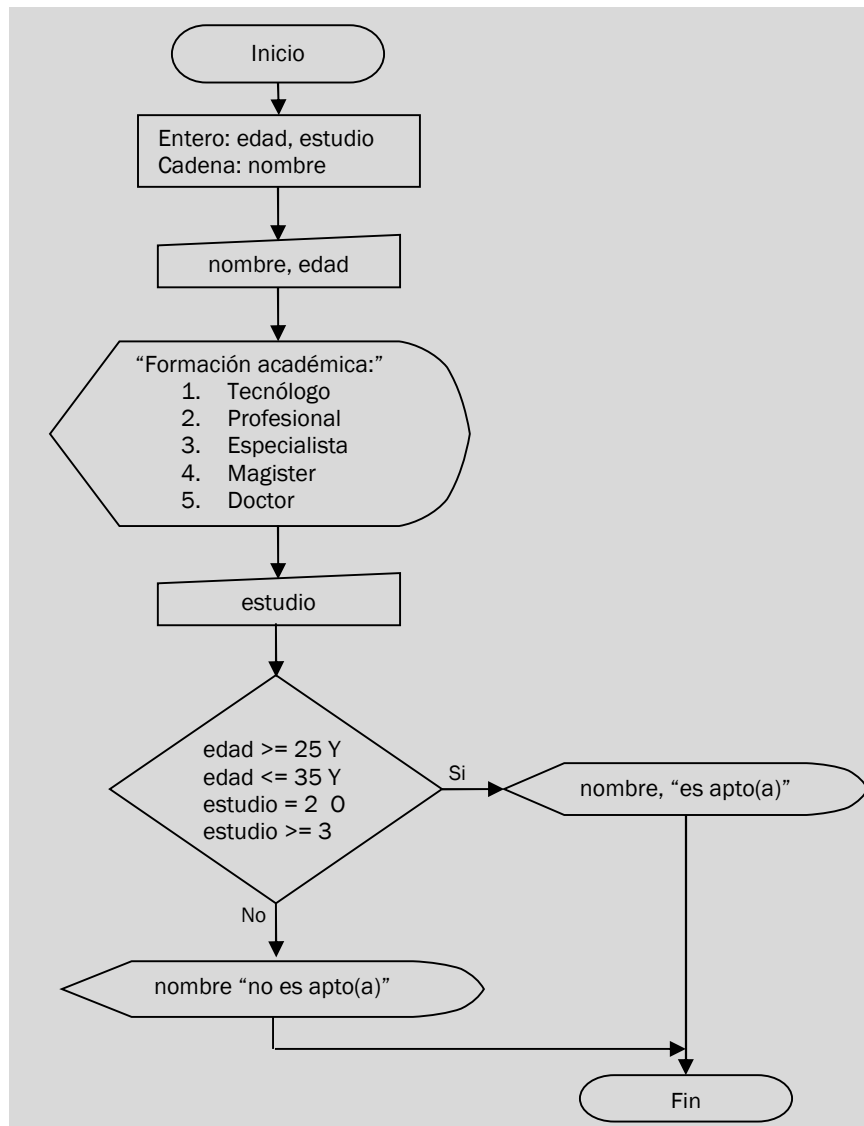 Inicio
Entero: edad, estudio
Cadena: nombre
nombre, edad
“Formación académica:”
1. Tecnólogo
2. Profesional
3. Especialista
4. Magister
5. Doctor
estudio
edad >= 25 Y
edad <= 35 Y
estudio = 2 O
estudio >= 3
Si
nombre, “es apto(a)”
No
nombre “no es apto(a)”
Fin